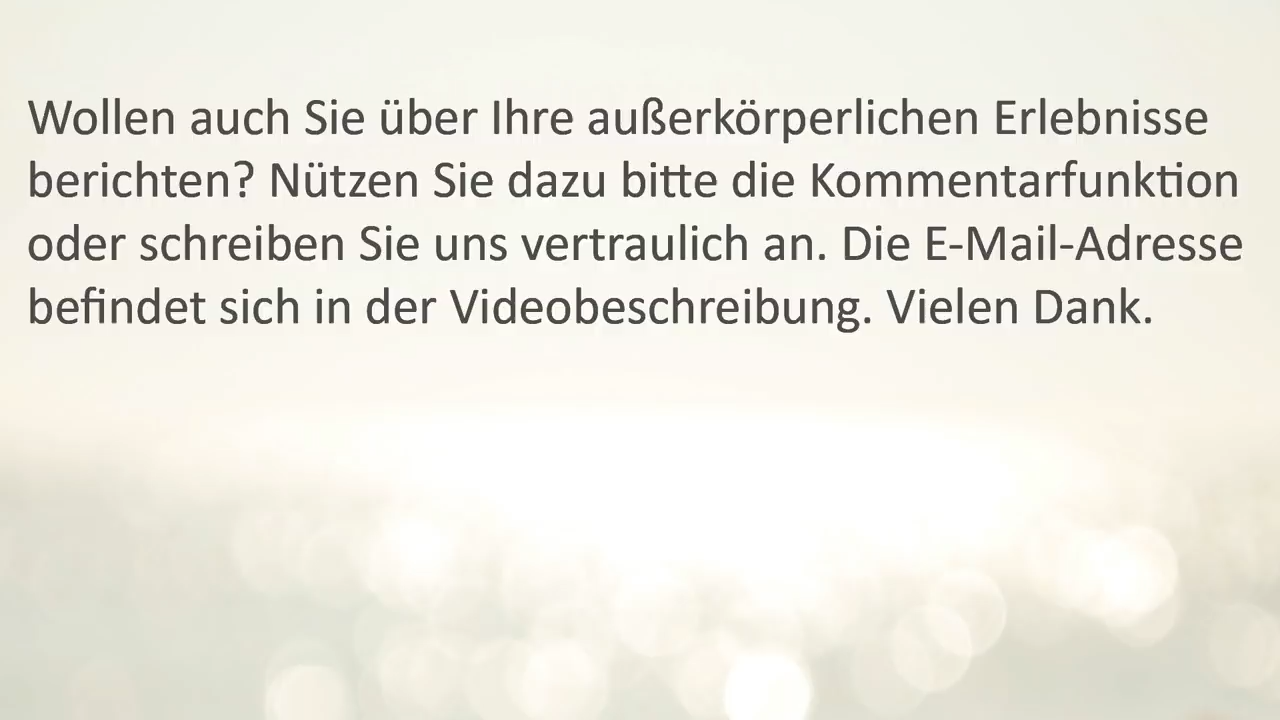 Wollen auch Sie über Ihre außerkörperlichen Erlebnisse
berichten? Nützen Sie dazu bitte die Kommentarfunktion
oder schreiben Sie uns vertraulich an. Die E-Mail-Adresse
befindet sich in der Videobeschreibung. Vielen Dank.